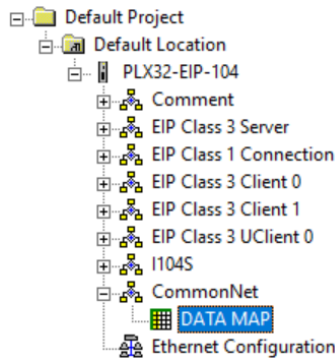 Default Project
Default Location
PLX32-EIP-104
Comment
EIP Class 3 Server
EIP Class 1 Connection
EIP Class 3 Client 0
EIP Class 3 Client 1
EIP Class 3 UClient 0
I104S
CommonNet
DATA MAP
Ethernet Configuration